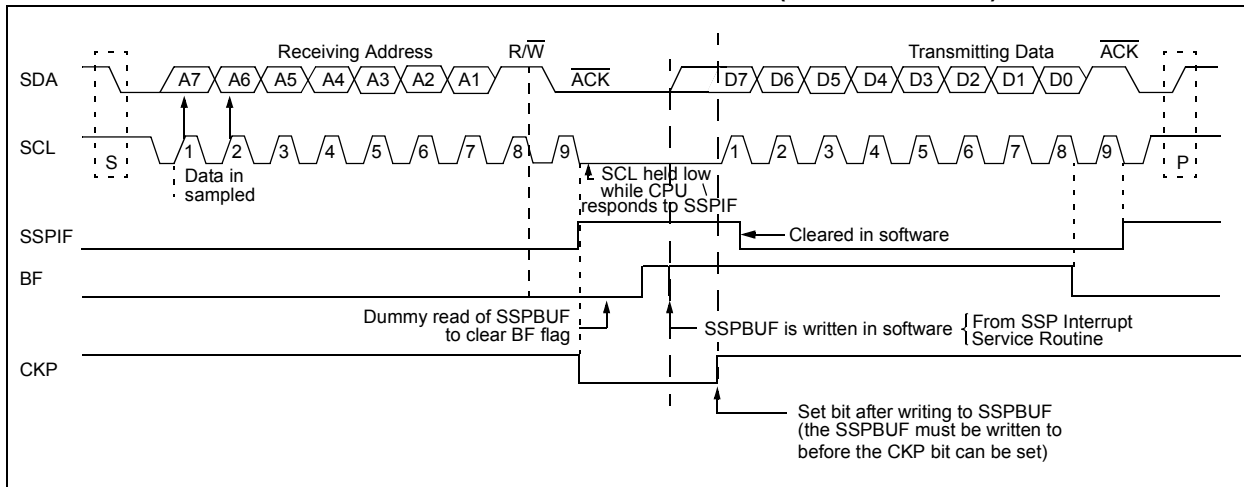 Receiving Address R/W Transmitting Data ACK
SDA A7 A6 A5 A4 A3 A2 A1 ACK D7 D6 D5 D4 D3 D2 D1 D0
SCL S 1 2 3 4 5 6 7 8 9 1 2 3 4 5 6 7 8 9 P
Data in
sampled
SCL held low
while CPU
responds to SSPIF
SSPIF
Cleared in software
BF
Dummy read of SSPBUF
to clear BF flag
SSPBUF is written in software
From SSP Interrupt
Service Routine
CKP
Set bit after writing to SSPBUF
(the SSPBUF must be written to
before the CKP bit can be set)